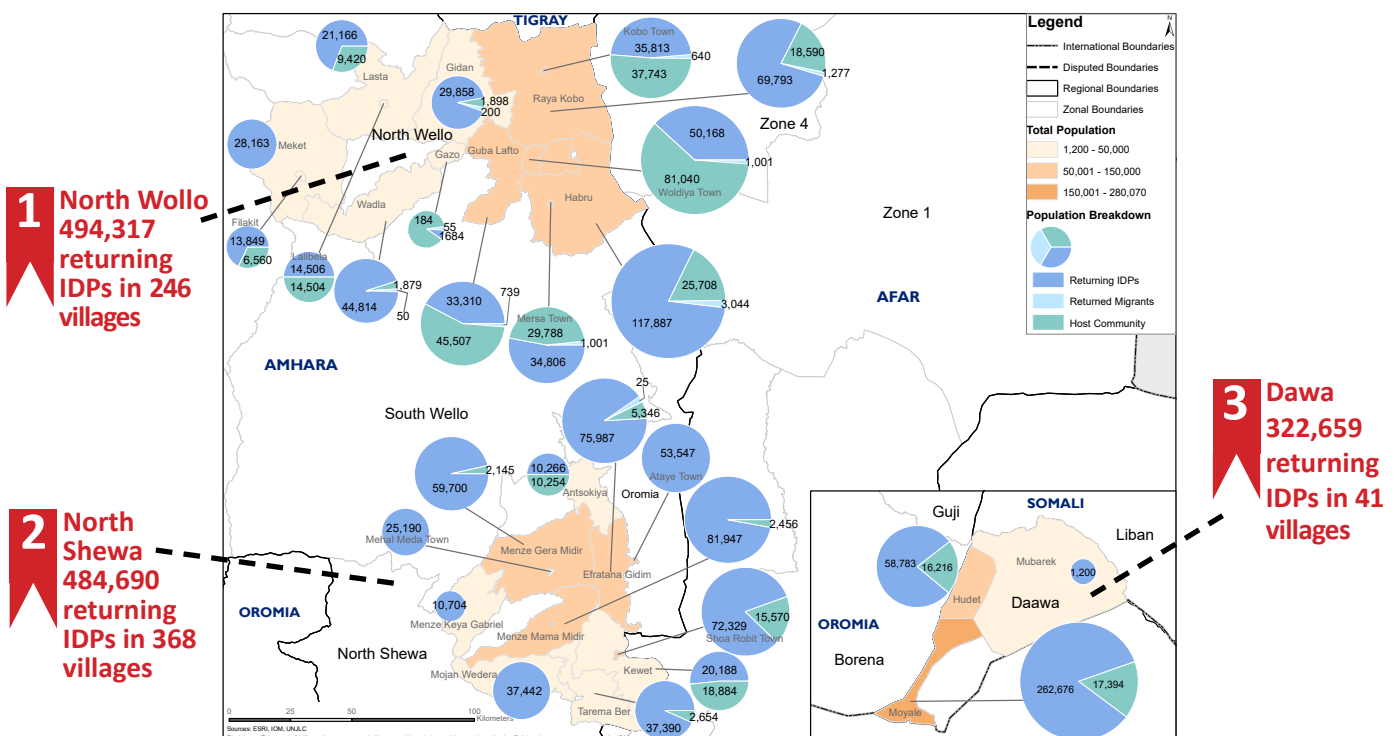 1
North Wollo
494,317
returning
IDPs in 246
villages
2
North
Shewa
484,690
returning
IDPs in 368
villages
3
Dawa
322,659
returning
IDPs in 41
villages
TIGRAY
21,166
9,420
Lasta
Gidan
29,858
1,898
200
Kobo Town
35,813
640
37,743
18,590
1,277
69,793
Raya Kobo
Zone 4
28,163
Meket
North Wello
Gazo
Guba Lafto
50,168
1,001
81,040
Woldiya Town
Wadla
Habru
Zone 1
Filakit
13,849
6,560
184
55
1684
Lalibela
14,506
14,504
1,879
44,814
50
33,310
739
45,507
Mersa Town
29,788
1,001
34,806
25,708
3,044
117,887
AFAR
AMHARA
South Wello
25
5,346
75,987
53,547
Ataye Town
2,145
59,700
10,266
10,254
Antsokiya
Oromia
2,456
81,947
25,190
Mehal Meda Town
Menze Gera Midir
Efratana Gidim
10,704
Menze Keya Gabriel
Menze Mama Midir
15,570
72,329
Shoa Robit Town
OROMIA
North Shewa
Mojan Wedera
37,442
Kewet
20,188
18,884
Tarema Ber
2,654
37,390
0 25 50 100
Kilometers
Sources: ESRI, IOM, UNJLC
Legend
N
International Boundaries
Disputed Boundaries
Regional Boundaries
Zonal Boundaries
Total Population
1,200 - 50,000
50,001 - 150,000
150,001 - 280,070
Population Breakdown
Returning IDPs
Returned Migrants
Host Community
Guji
SOMALI
Liban
58,783
16,216
Mubarek
1,200
Hudet
Daawa
OROMIA
Borena
262,676
17,394
Moyale